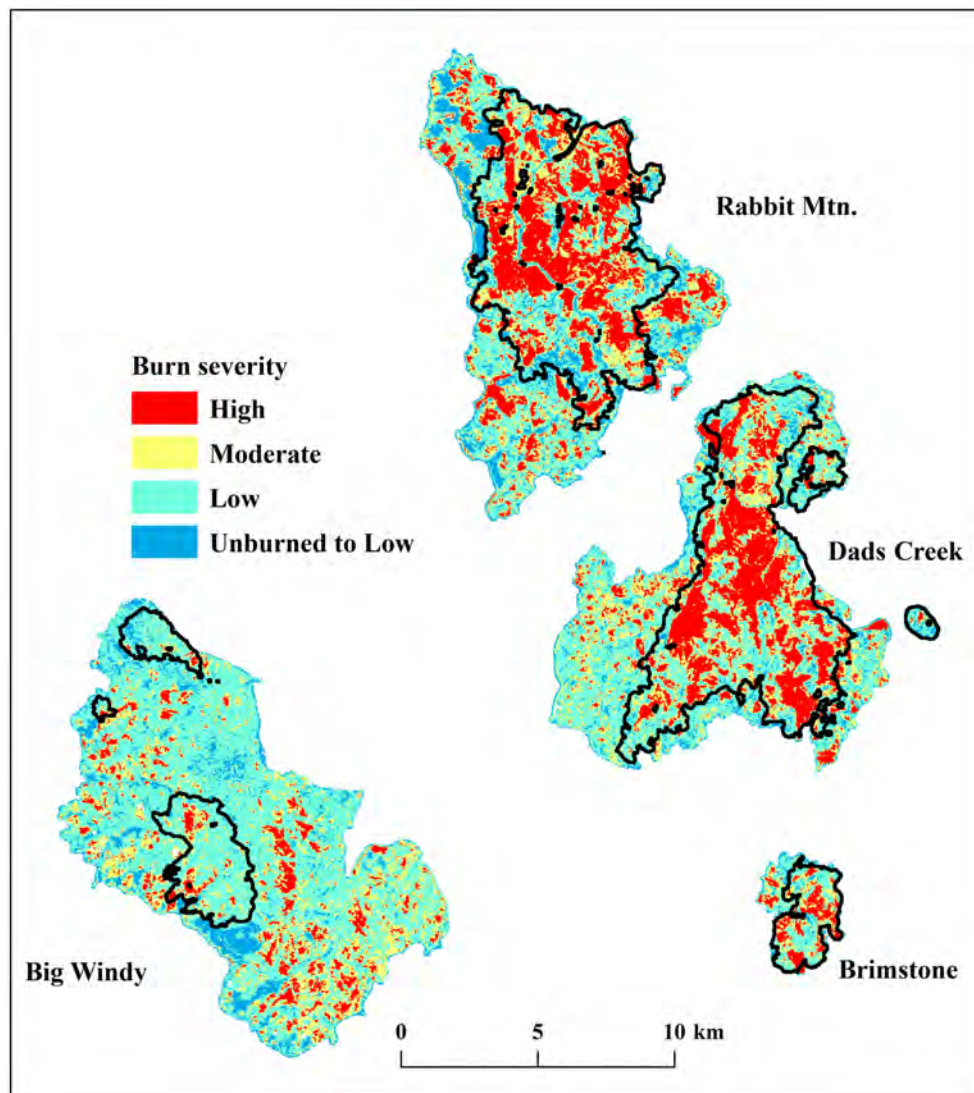 Rabbit Mtn.
Burn severity
High
Moderate
Low
Unburned to Low
Dads Creek
Big Windy
Brimstone
0 5 10 km